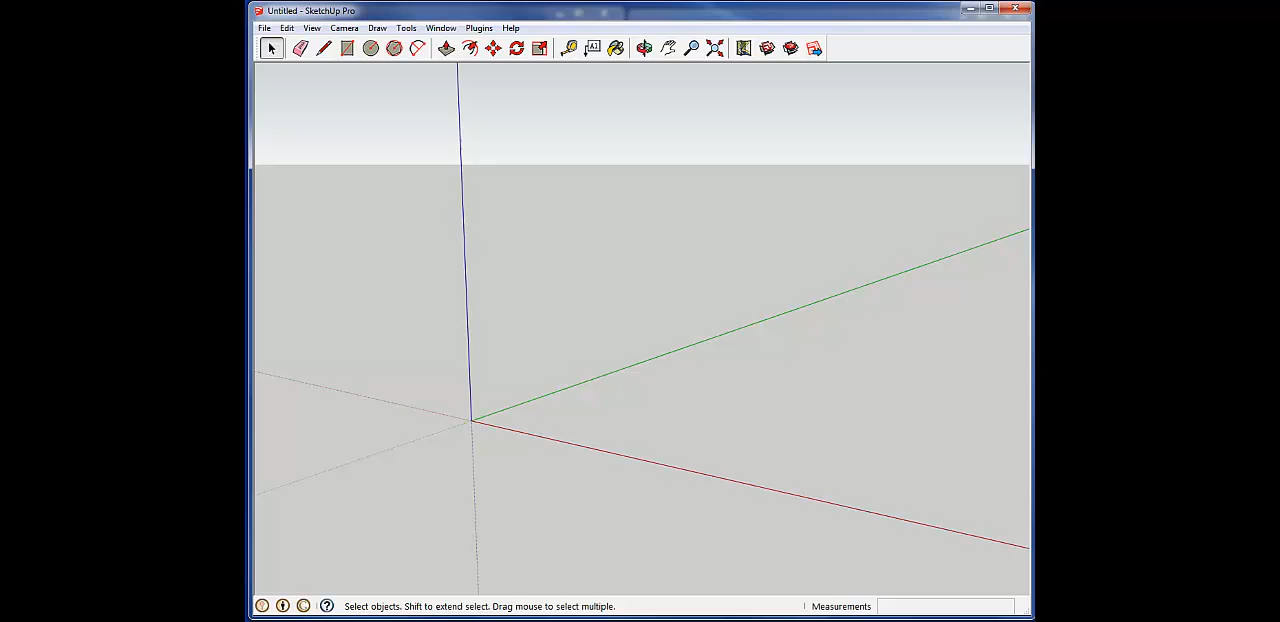 Untitled - SketchUp Pro
File Edit View Camera Draw Tools Window Plugins Help
Select objects. Shift to extend select. Drag mouse to select multiple.
Measurements